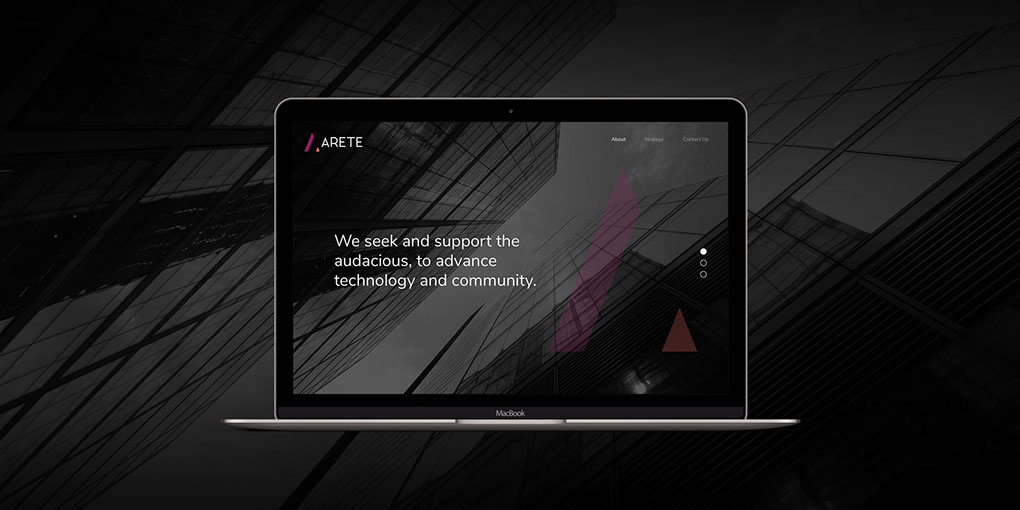 ARETE
About Strategy Contact Us
We seek and support the
audacious, to advance
technology and community.
MacBook